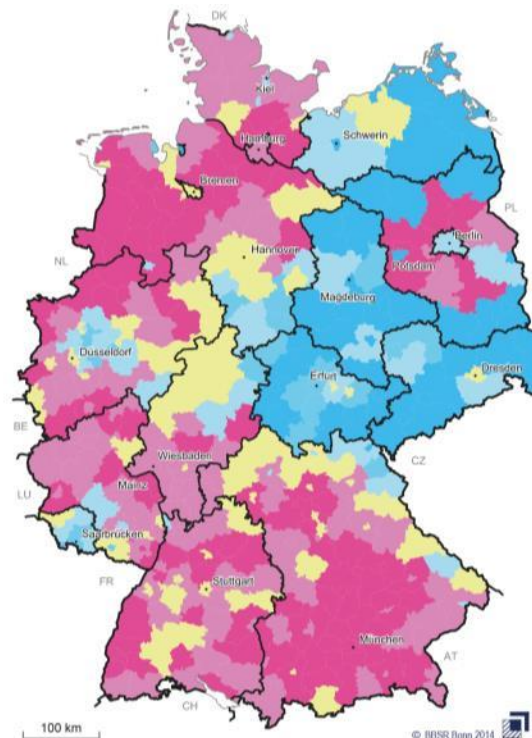 DK
Kiel
Schwerin
Hamburg
Bremen
PL
Berlin
Hannover
Potsdam
NL
Magdeburg
Düsseldorf
Erfurt
Dresden
BE
Wiesbaden
CZ
LU
Mainz
Saarbrücken
FR
Stuttgart
München
AT
CH
100 km
© BBSR Bonn 2014